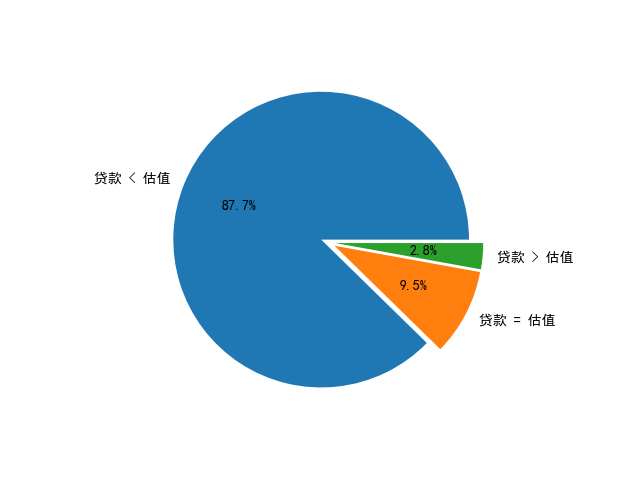 贷款 < 估值
87.7%
2.8%
贷款 > 估值
9.5%
贷款 = 估值